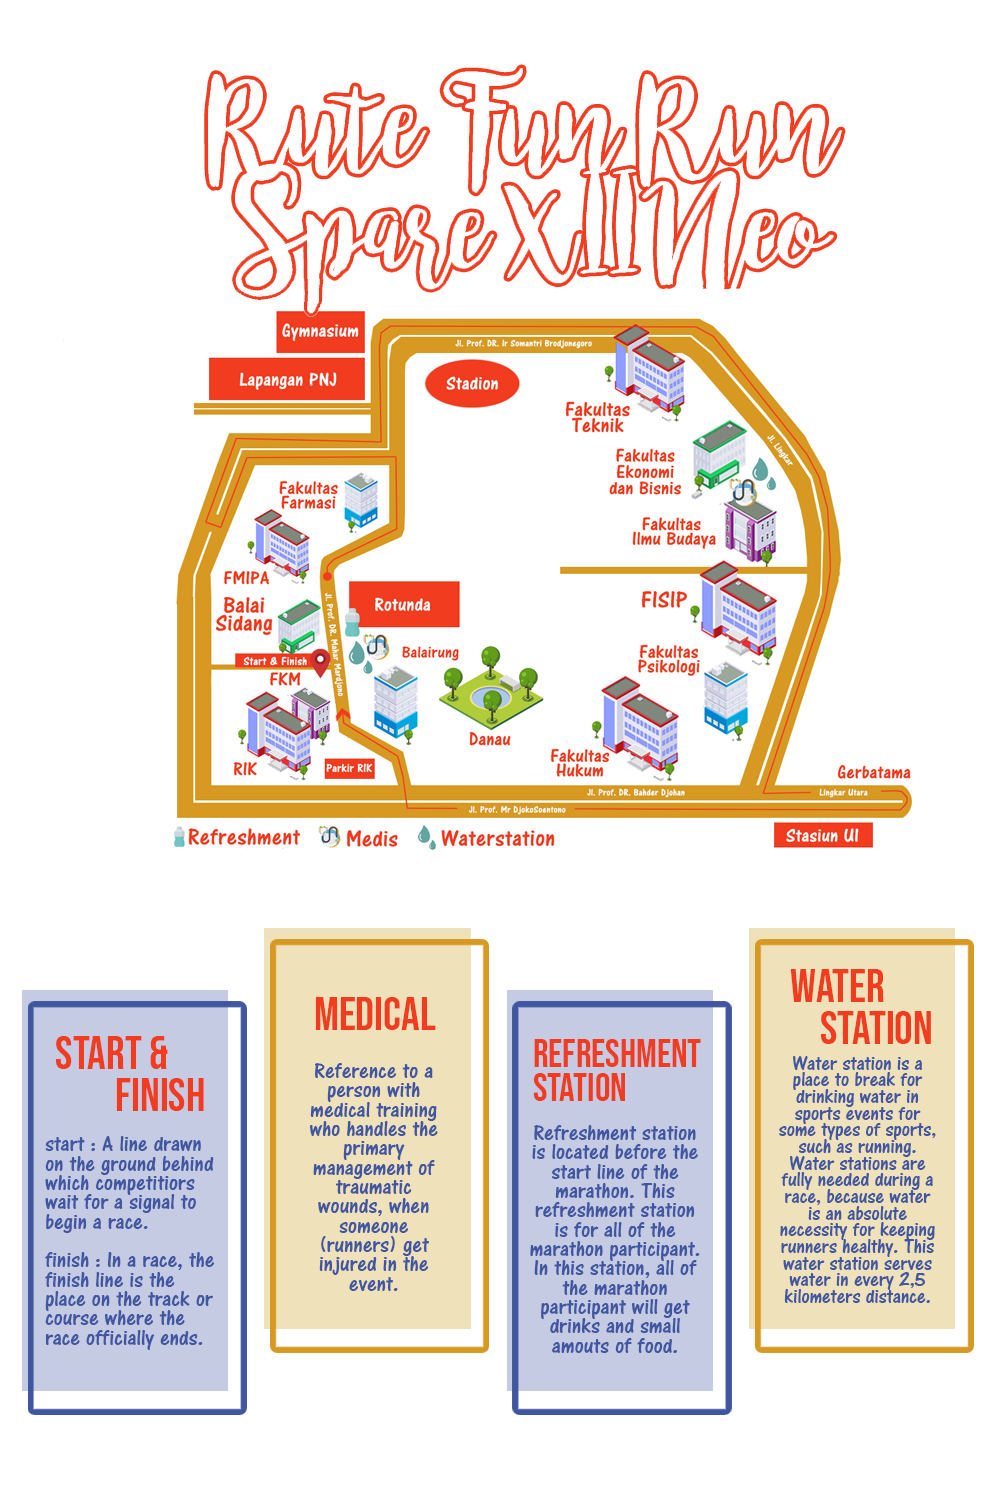 Rute Fun Run
Spare XII Neo
Gymnasium
Lapangan PNJ
Stadion
Jl. Prof. DR. Ir Somantri Brodjonegoro
Fakultas
Teknik
Jl. Lingkar
Fakultas
Ekonomi
dan Bisnis
Fakultas
Ilmu Budaya
Fakultas
Farmasi
FMIPA
Balai
Sidang
Jl. Prof. DR. Mahar Mardjono
Rotunda
FISIP
Start & Finish
FKM
Balairung
Fakultas
Psikologi
Danau
RIK
Parkir RIK
Fakultas
Hukum
Gerbatama
Jl. Prof. DR. Bahder Djohan
Lingkar Utara
Jl. Prof. Mr DjokoSoentono
Refreshment
Medis
Waterstation
Stasiun UI
START &
FINISH
start : A line drawn
on the ground behind
which competitiors
wait for a signal to
begin a race.
finish : In a race, the
finish line is the
place on the track or
course where the
race officially ends.
MEDICAL
Reference to a
person with
medical training
who handles the
primary
management of
traumatic
wounds, when
someone
(runners) get
injured in the
event.
REFRESHMENT
STATION
Refreshment station
is located before the
start line of the
marathon. This
refreshment station
is for all of the
marathon participant.
In this station, all of
the marathon
participant will get
drinks and small
amouts of food.
WATER
STATION
Water station is a
place to break for
drinking water in
sports events for
some types of sports,
such as running.
Water stations are
fully needed during a
race, because water
is an absolute
necessity for keeping
runners healthy. This
water station serves
water in every 2,5
kilometers distance.